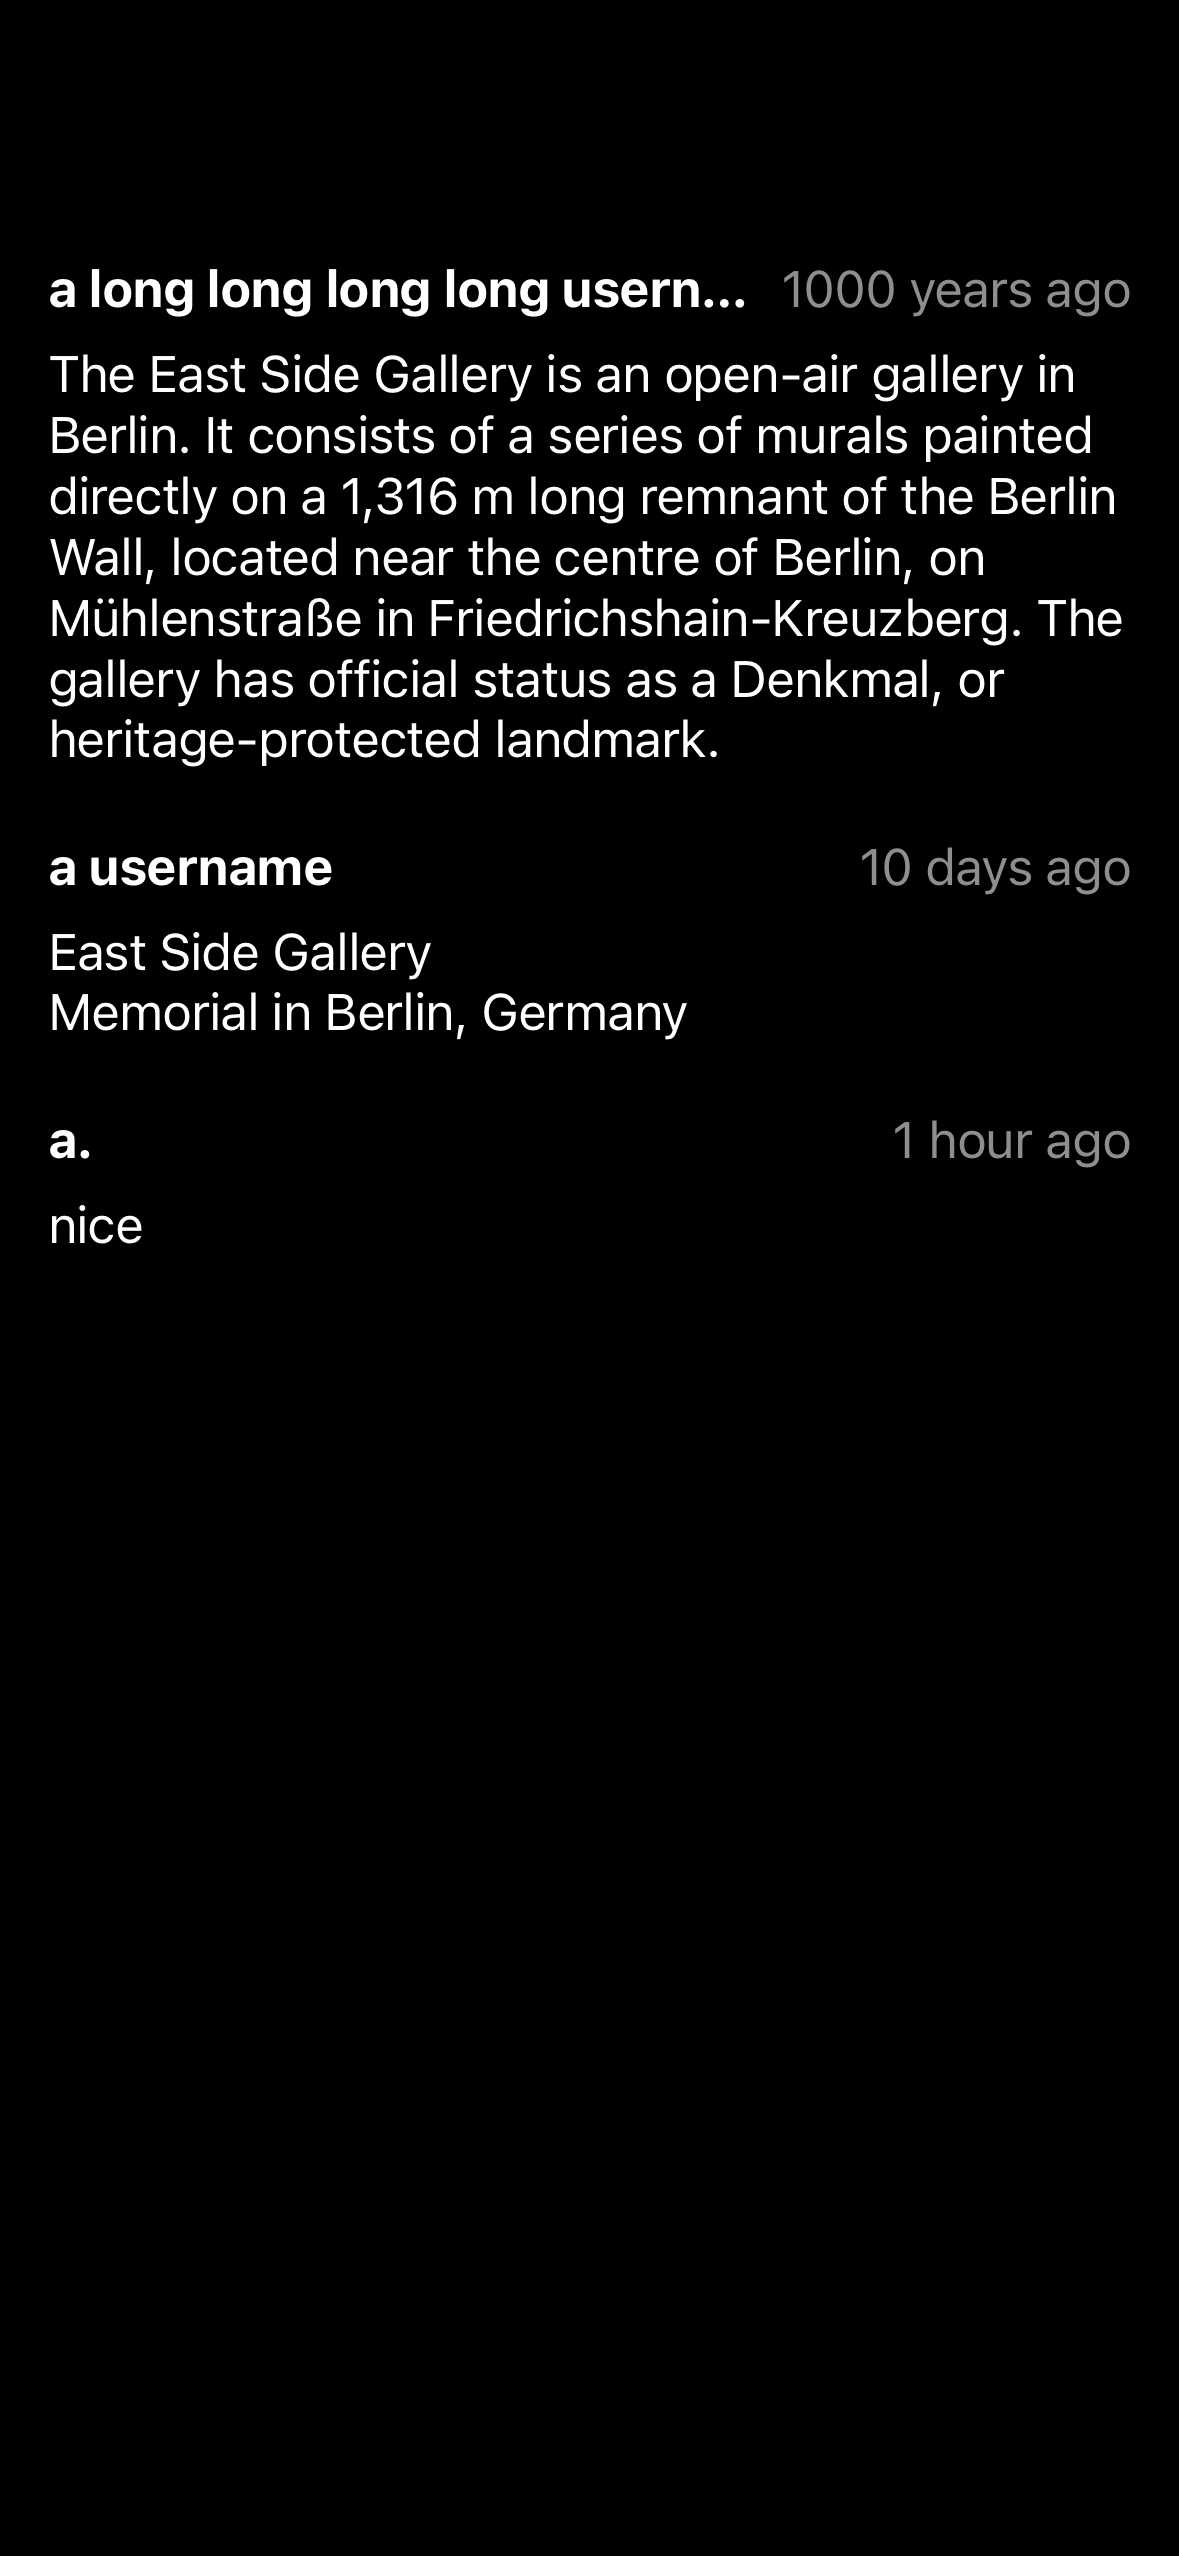 a long long long long usern... 1000 years ago
The East Side Gallery is an open-air gallery in
Berlin. It consists of a series of murals painted
directly on a 1,316 m long remnant of the Berlin
Wall, located near the centre of Berlin, on
Mühlenstraße in Friedrichshain-Kreuzberg. The
gallery has official status as a Denkmal, or
heritage-protected landmark.
a username 10 days ago
East Side Gallery
Memorial in Berlin, Germany
a. 1 hour ago
nice